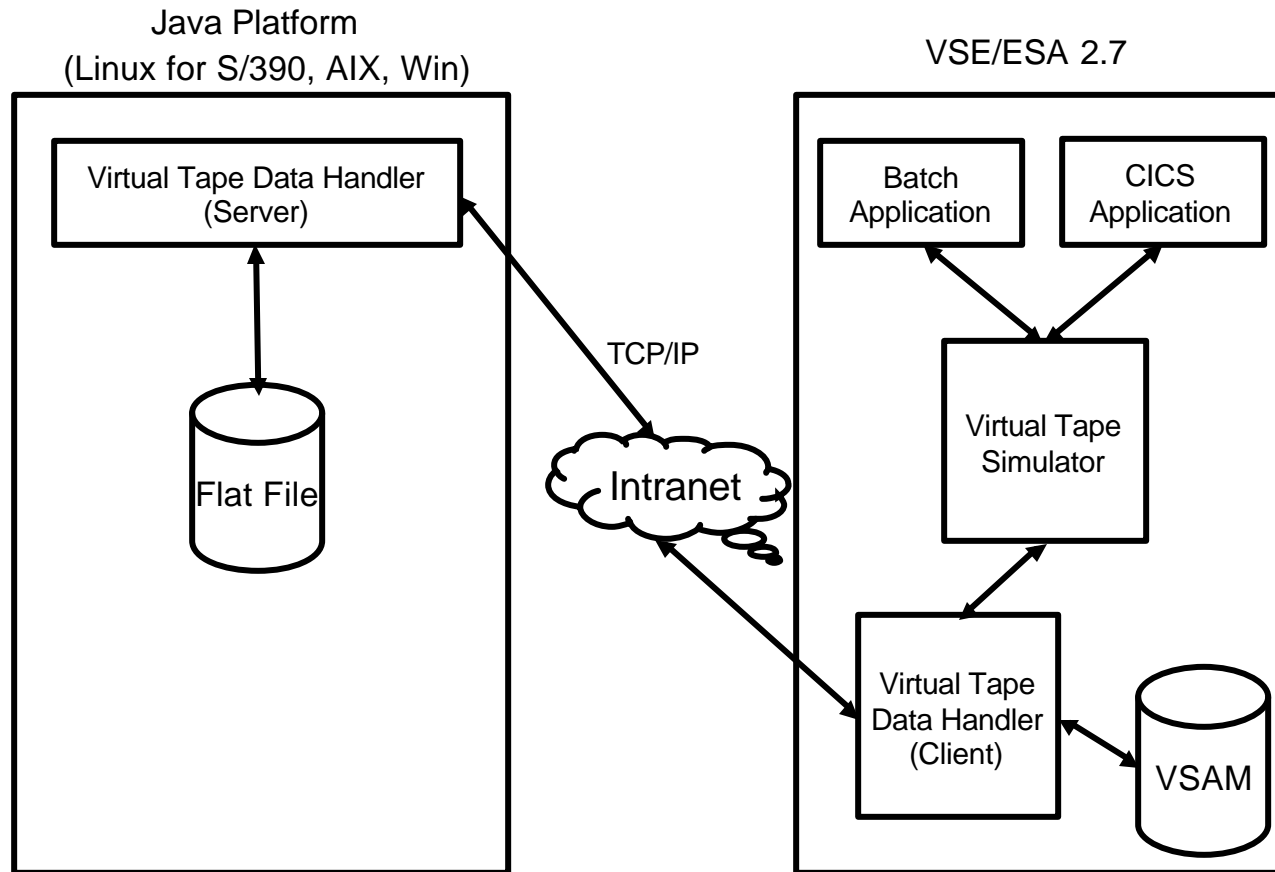 Java Platform
(Linux for S/390, AIX, Win)
Virtual Tape Data Handler
(Server)
Flat File
TCP/IP
Intranet
VSE/ESA 2.7
Batch
Application
CICS
Application
Virtual Tape
Simulator
Virtual Tape
Data Handler
(Client)
VSAM